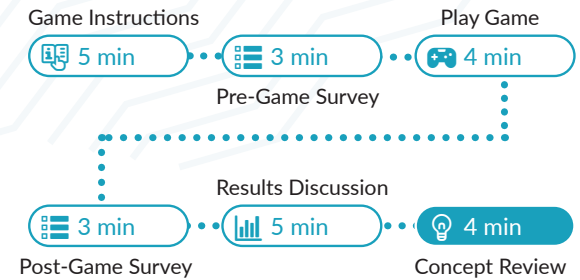 Game Instructions
Play Game
5 min
3 min
4 min
Pre-Game Survey
Results Discussion
3 min
5 min
4 min
Post-Game Survey
Concept Review